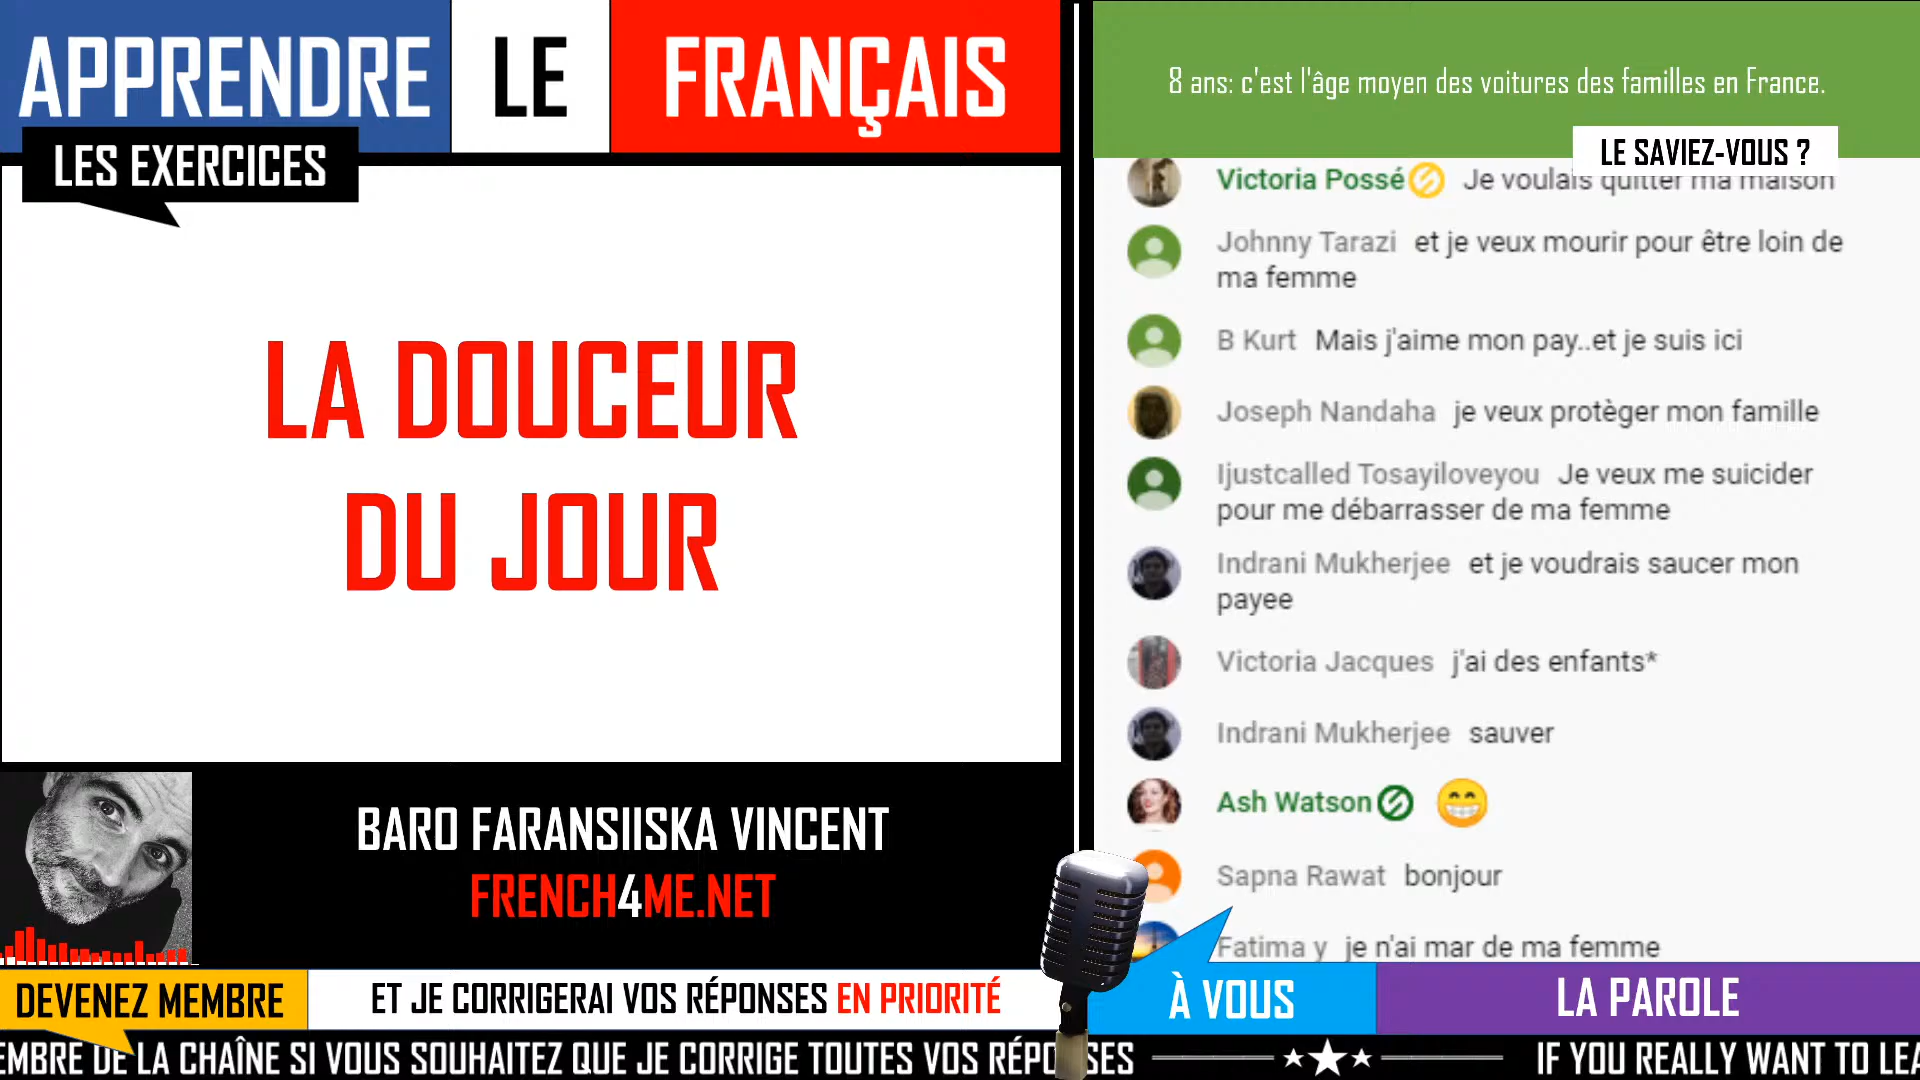 APPRENDRE LE FRANÇAIS
LES EXERCICES
LA DOUCEUR
DU JOUR
BARO FARANSIISKA VINCENT
FRENCH4ME.NET
DEVENEZ MEMBRE
ET JE CORRIGERAI VOS RÉPONSES EN PRIORITÉ
8 ans: c'est l'âge moyen des voitures des familles en France.
LE SAVIEZ-VOUS ?
Victoria Possé Je voulais quitter ma maison
Johnny Tarazi et je veux mourir pour être loin de
ma femme
B Kurt Mais j'aime mon pay..et je suis ici
Joseph Nandaha je veux protèger mon famille
Ijustcalled Tosayiloveyou Je veux me suicider
pour me débarrasser de ma femme
Indrani Mukherjee et je voudrais saucer mon
payee
Victoria Jacques j'ai des enfants*
Indrani Mukherjee sauver
Ash Watson
Sapna Rawat bonjour
Fatima y je n'ai mar de ma femme
À VOUS
LA PAROLE
EMBRE DE LA CHAÎNE SI VOUS SOUHAITEZ QUE JE CORRIGE TOUTES VOS RÉPONSES IF YOU REALLY WANT TO LEA